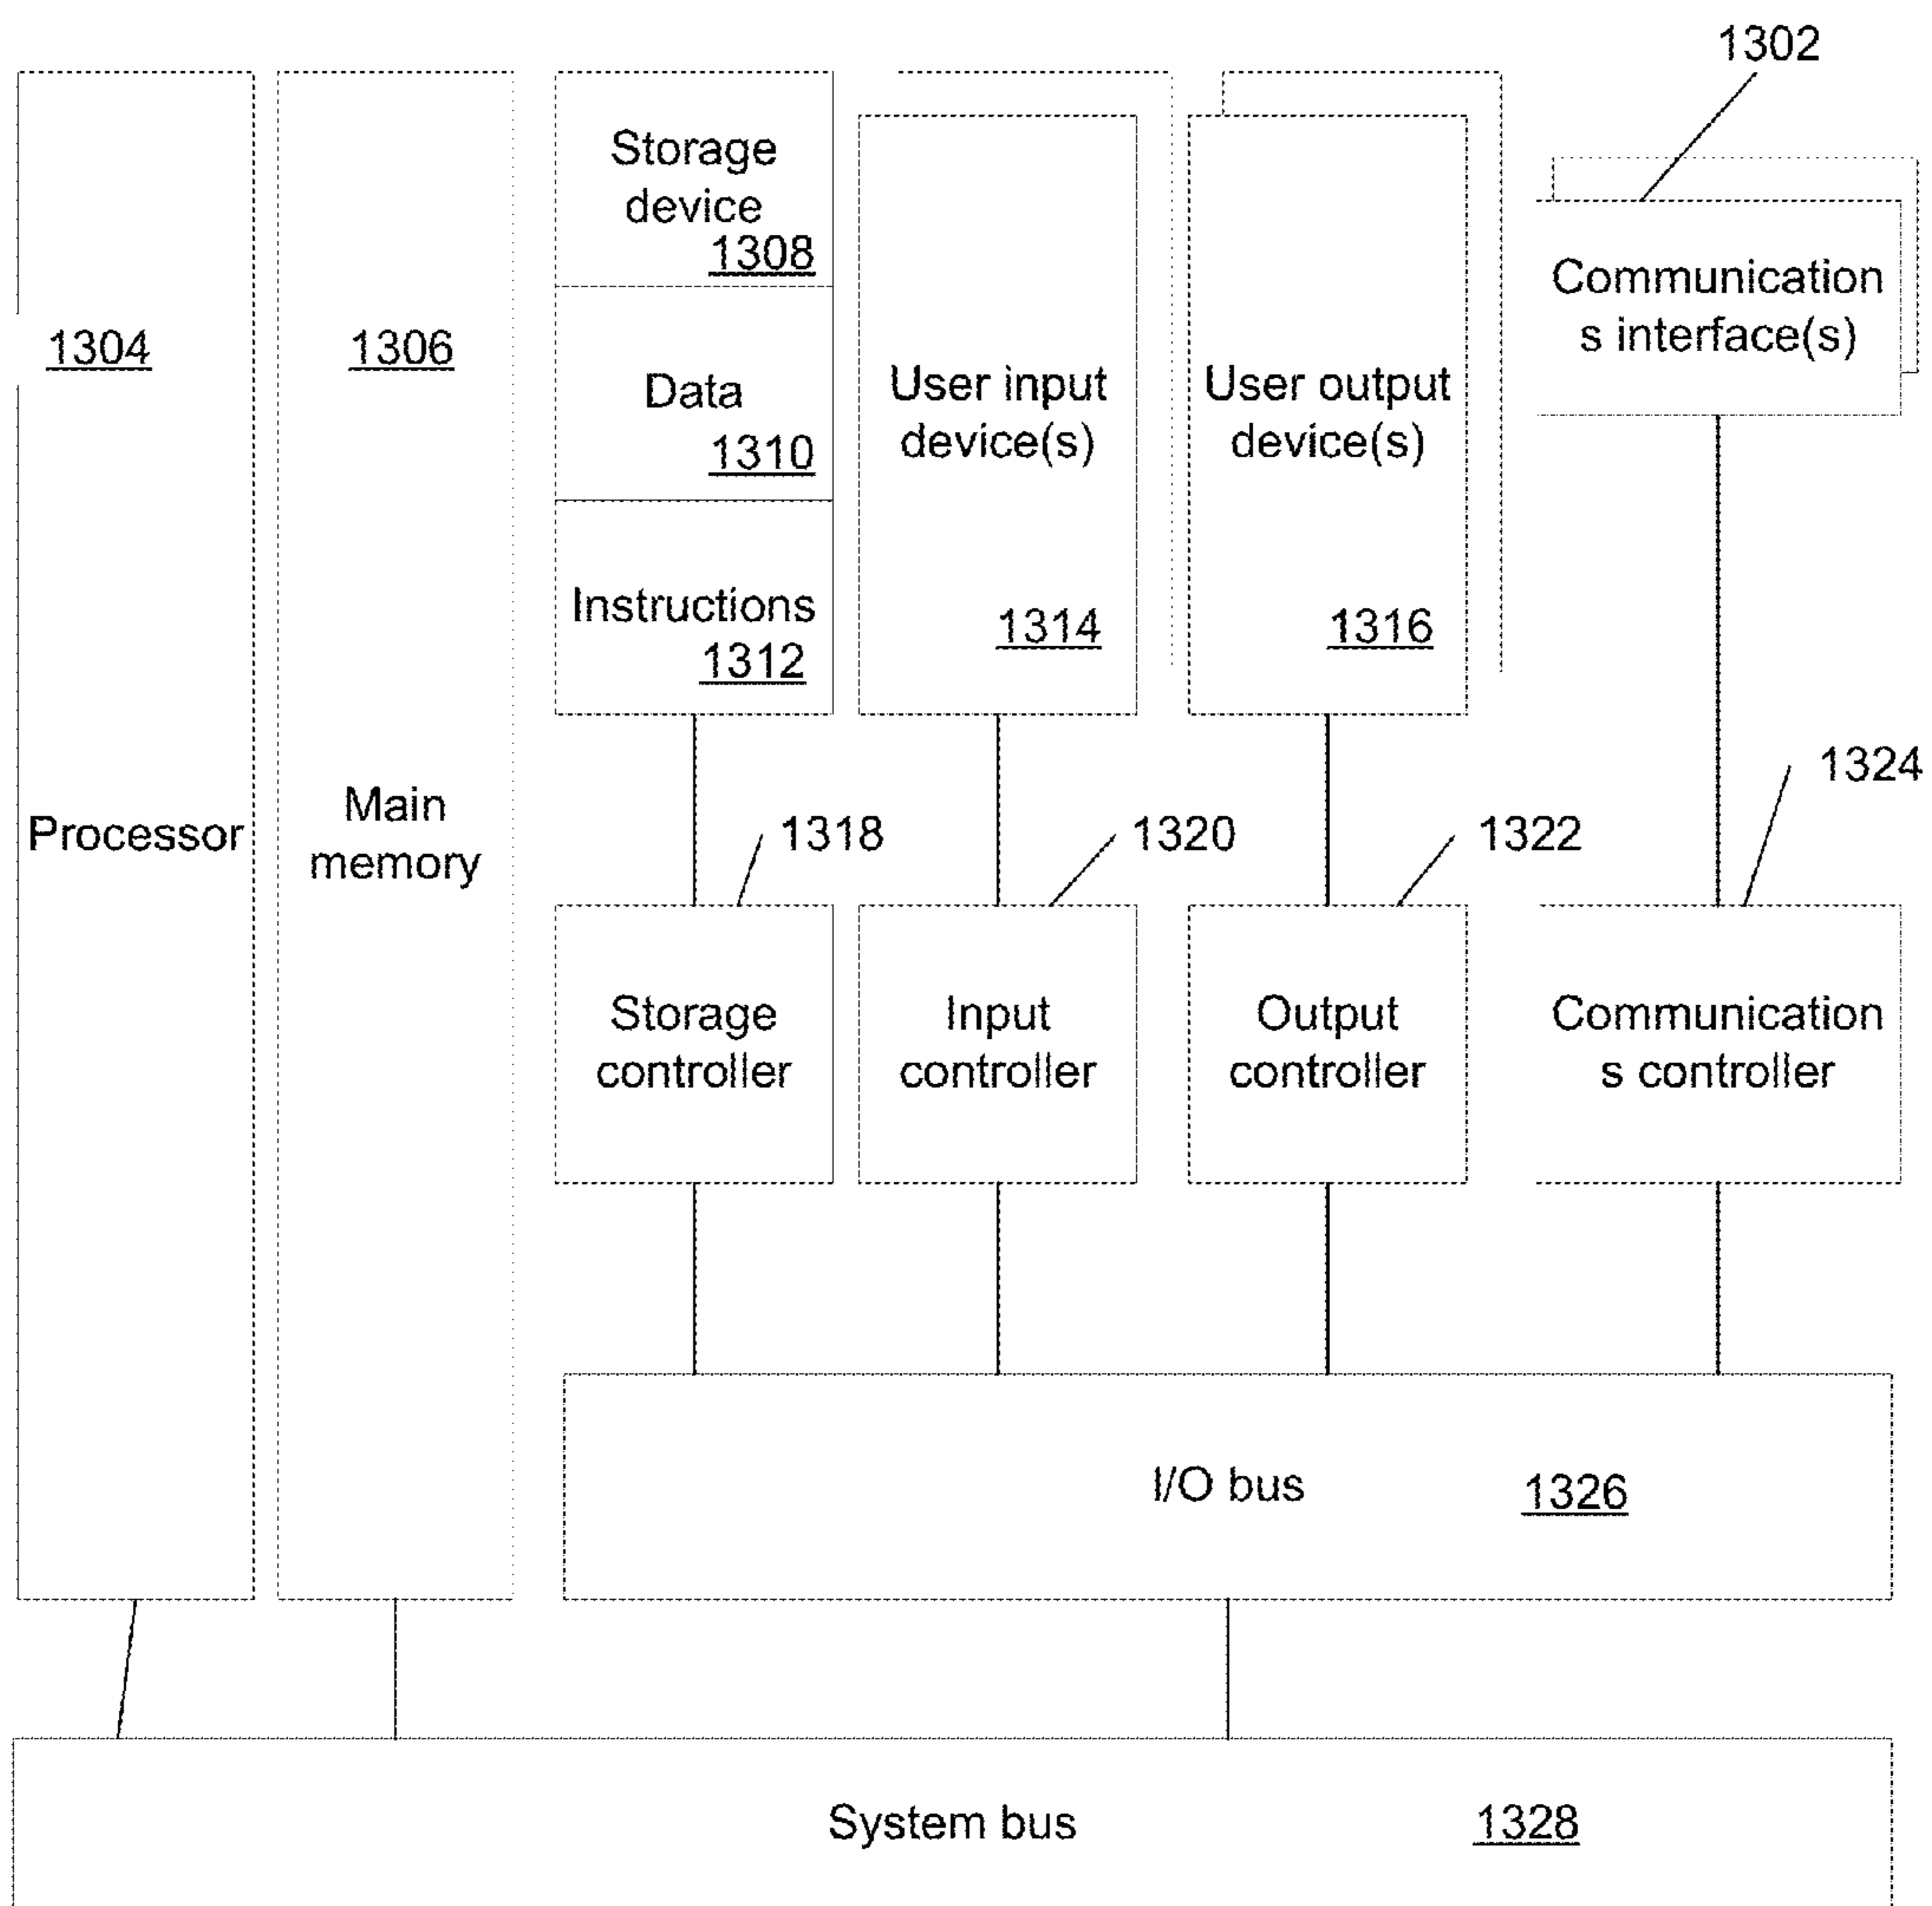 1302
Storage
device
1308
Communication
s interface(s)
1304
1306
Data
1310
User input
device(s)
User output
device(s)
Instructions
1312
1314
1316
1324
Processor
Main
memory
1318
1320
1322
Storage
controller
Input
controller
Output
controller
Communication
s controller
I/O bus
1326
System bus
1328